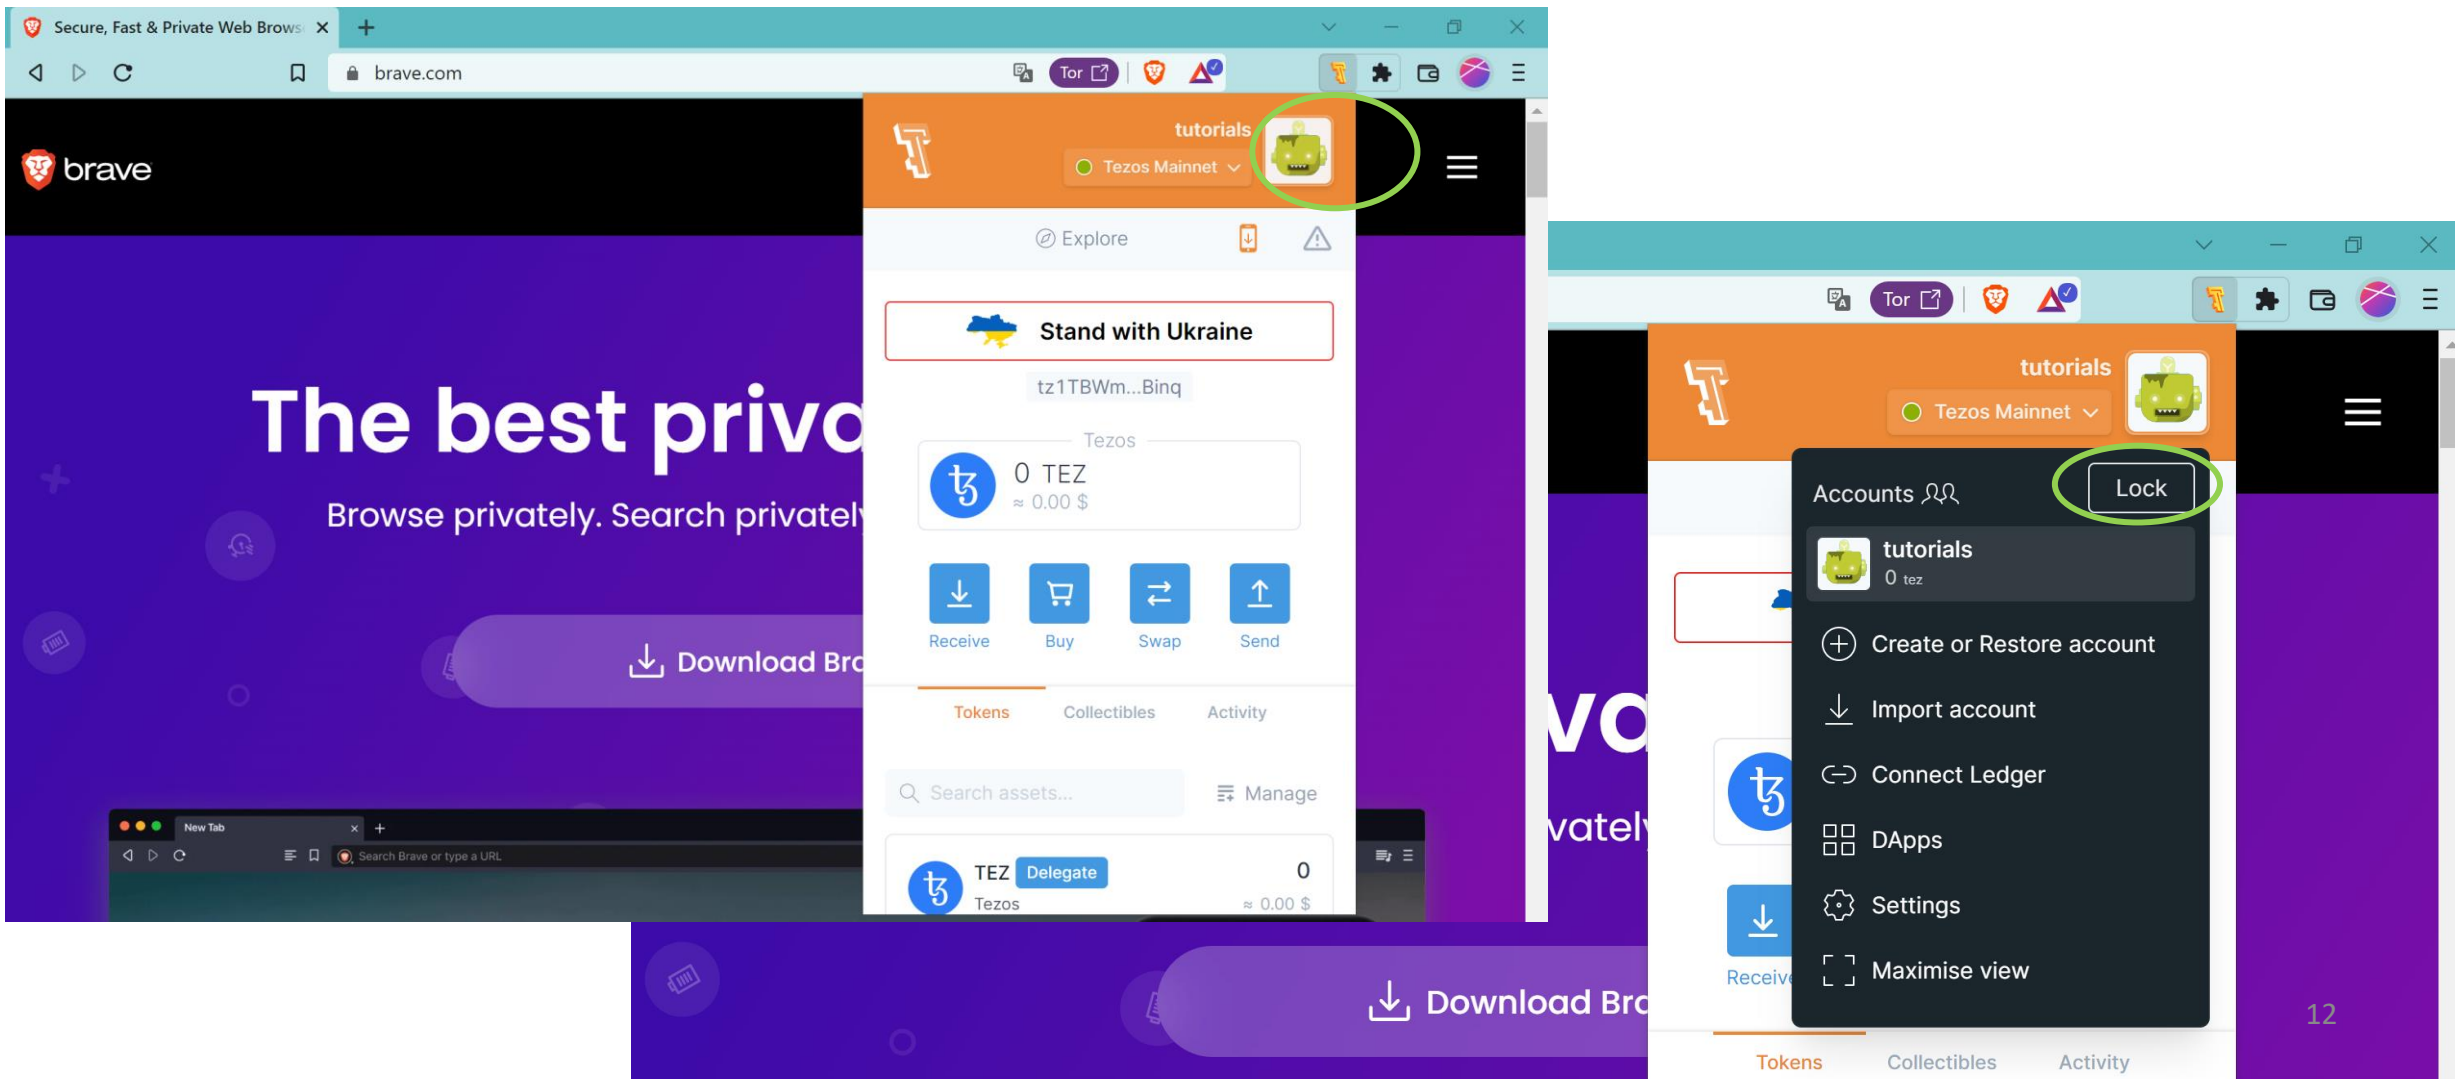 Secure, Fast & Private Web Brows
brave.com
Tor
brave
tutorials
Tezos Mainnet
Explore
Stand with Ukraine
tz1TBWm...Binq
Tezos
0 TEZ
≈ 0.00 $
Receive Buy Swap Send
Tokens Collectibles Activity
Search assets... Manage
TEZ Delegate 0
Tezos ≈ 0.00 $
The best priva
Browse privately. Search privately
Download Bra
New Tab
Search Brave or type a URL
Tor
tutorials
Tezos Mainnet
Accounts Lock
tutorials
0 tez
Create or Restore account
Import account
Connect Ledger
DApps
Settings
Maximise view
va
vately
Receive
Download Bra
Tokens Collectibles Activity
12